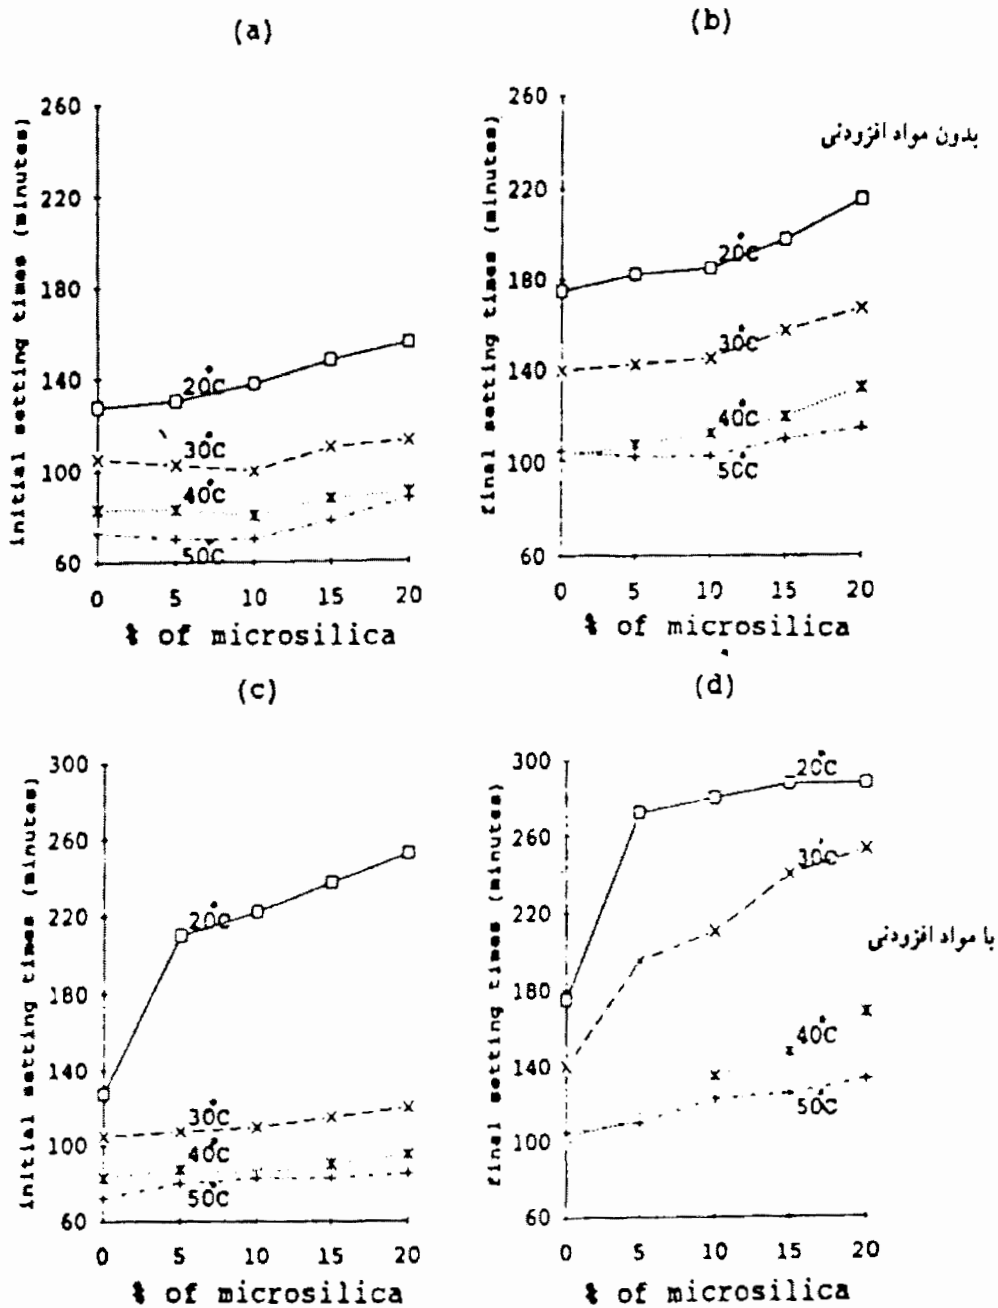 (a)
initial setting times (minutes)
260
220
180
140
100
60
20°C
30°C
40°C
50°C
0 5 10 15 20
% of microsilica
(b)
بدون مواد افزودنی
final setting times (minutes)
260
220
180
140
100
60
20°C
30°C
40°C
50°C
0 5 10 15 20
% of microsilica
(c)
initial setting times (minutes)
300
260
220
180
140
100
60
20°C
30°C
40°C
50°C
0 5 10 15 20
% of microsilica
(d)
با مواد افزودنی
final setting times (minutes)
300
260
220
180
140
100
60
20°C
30°C
40°C
50°C
0 5 10 15 20
% of microsilica